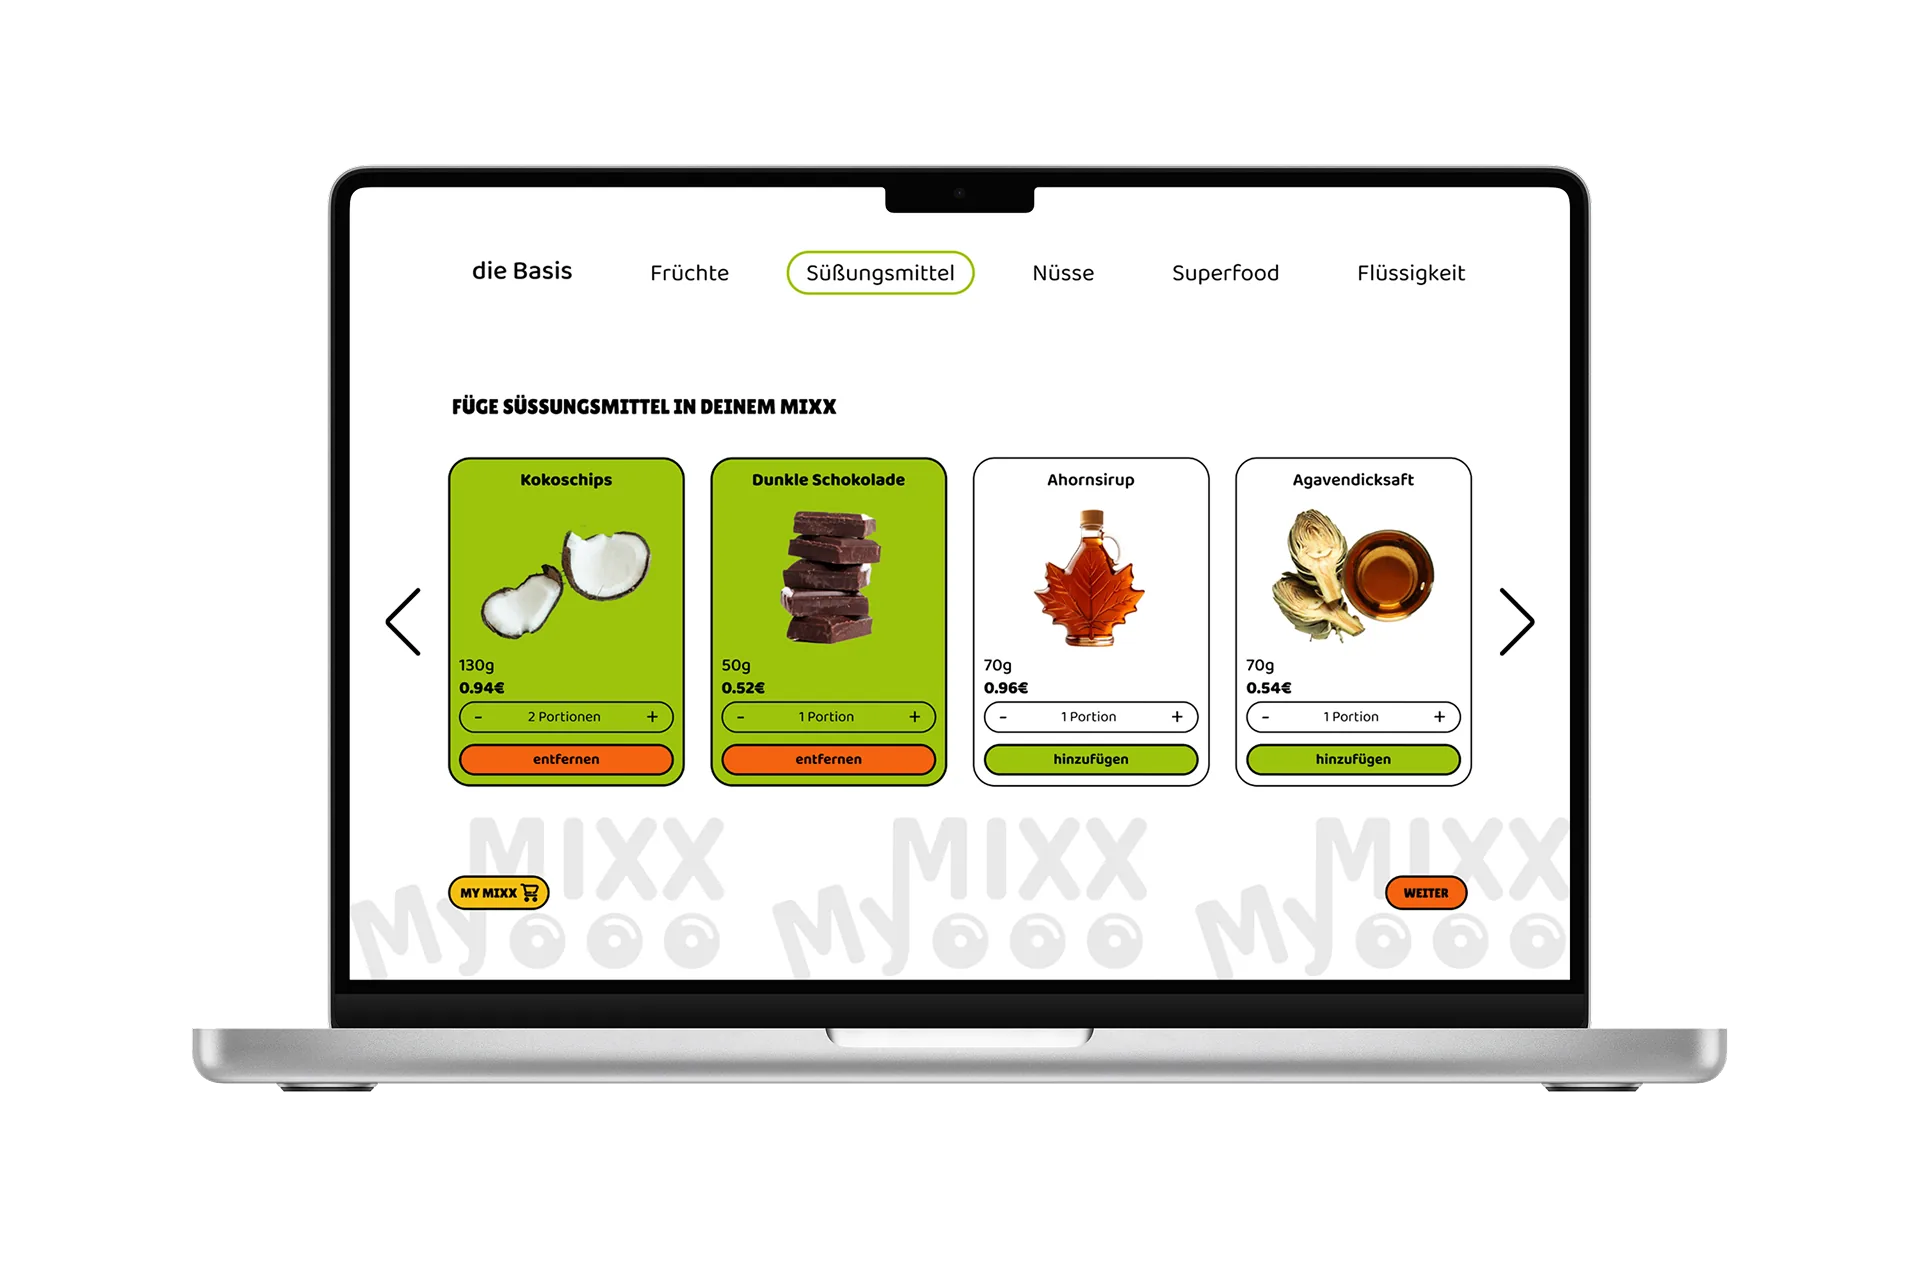 die Basis
Früchte
Süßungsmittel
Nüsse
Superfood
Flüssigkeit
FÜGE SÜSSUNGSMITTEL IN DEINEM MIXX
Kokoschips
130g
0.94€
- 2 Portionen +
entfernen
Dunkle Schokolade
50g
0.52€
- 1 Portion +
entfernen
Ahornsirup
70g
0.96€
- 1 Portion +
hinzufügen
Agavendicksaft
70g
0.54€
- 1 Portion +
hinzufügen
My MIXX
My MIXX
My MIXX
MY MIXX
WEITER